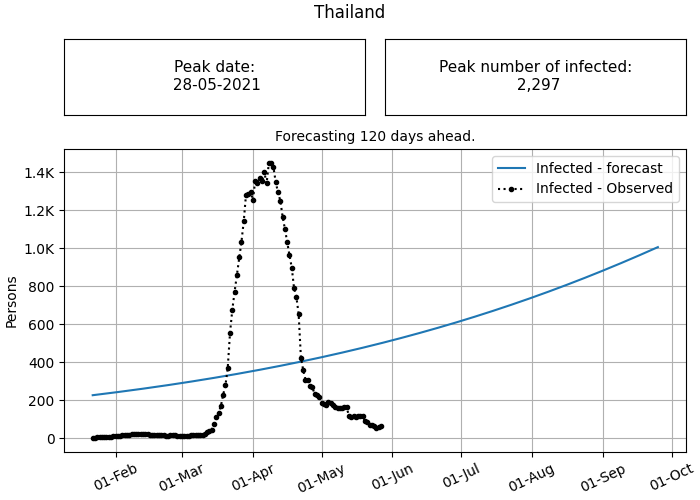 Thailand
Peak date:
28-05-2021
Peak number of infected:
2,297
Forecasting 120 days ahead.
Infected - forecast
Infected - Observed
1.4K
1.2K
1.0K
800
600
400
200
0
Persons
01-Feb
01-Mar
01-Apr
01-May
01-Jun
01-Jul
01-Aug
01-Sep
01-Oct